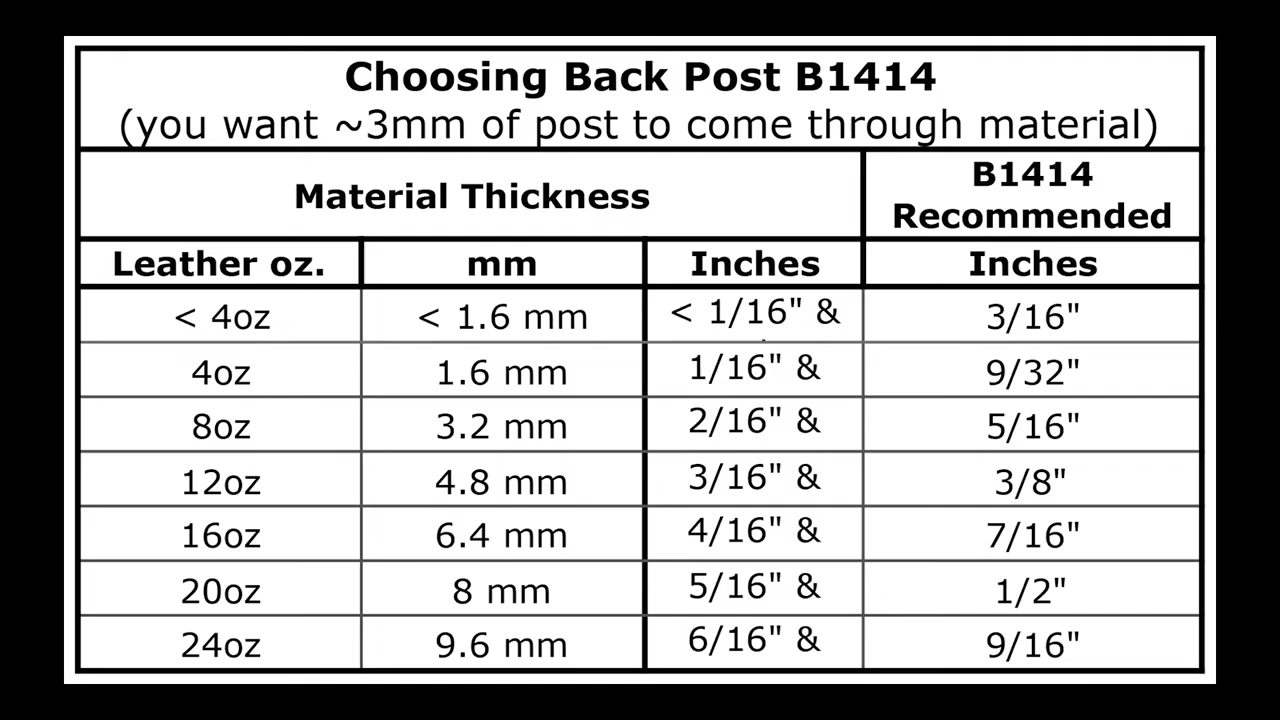 Choosing Back Post B1414
(you want ~3mm of post to come through material)
Material Thickness
B1414
Recommended
Leather oz. mm Inches Inches
< 4oz < 1.6 mm < 1/16" & 3/16"
4oz 1.6 mm 1/16" & 9/32"
8oz 3.2 mm 2/16" & 5/16"
12oz 4.8 mm 3/16" & 3/8"
16oz 6.4 mm 4/16" & 7/16"
20oz 8 mm 5/16" & 1/2"
24oz 9.6 mm 6/16" & 9/16"